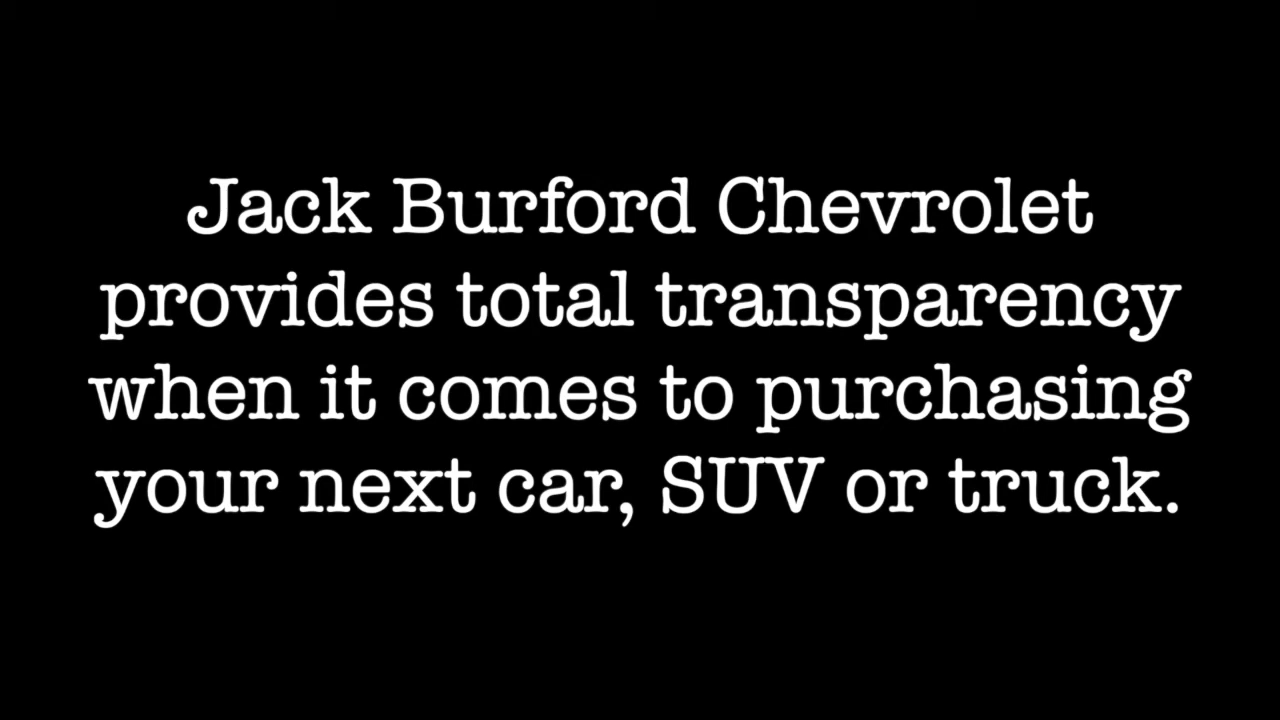 Jack Burford Chevrolet
provides total transparency
when it comes to purchasing
your next car, SUV or truck.